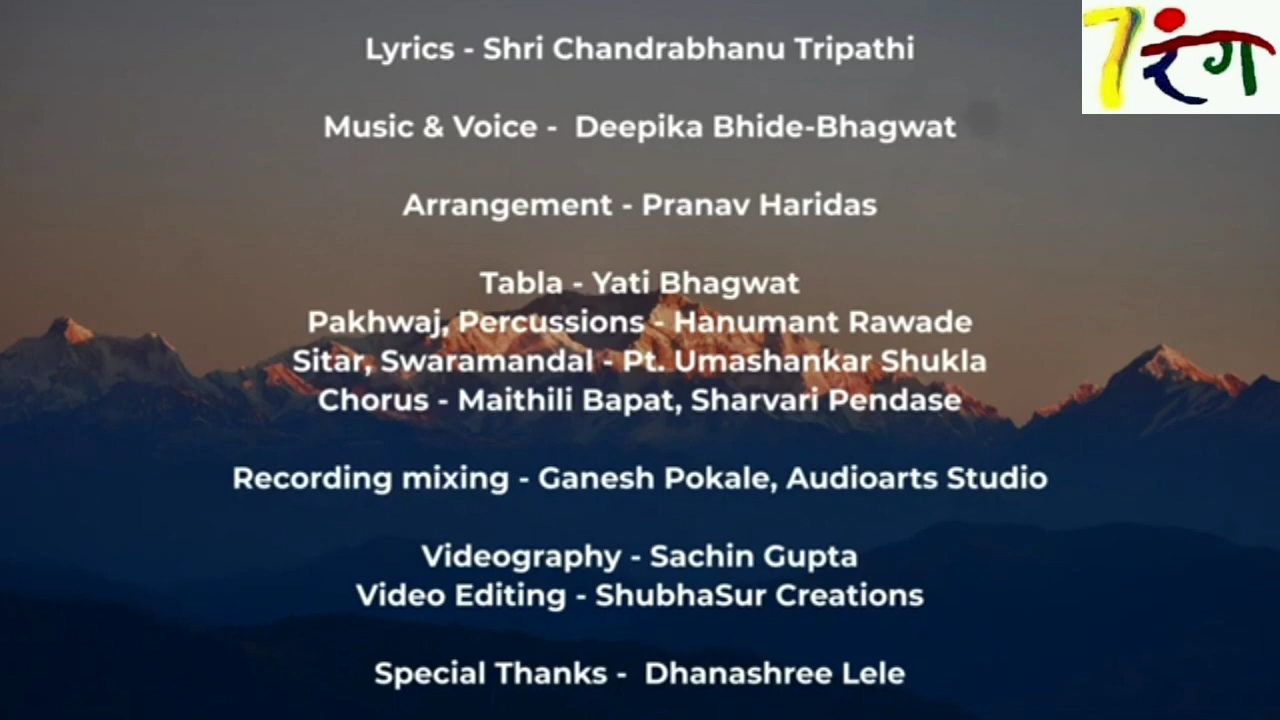 7रंग
Lyrics - Shri Chandrabhanu Tripathi
Music & Voice - Deepika Bhide-Bhagwat
Arrangement - Pranav Haridas
Tabla - Yati Bhagwat
Pakhwaj, Percussions - Hanumant Rawade
Sitar, Swaramandal - Pt. Umashankar Shukla
Chorus - Maithili Bapat, Sharvari Pendase
Recording mixing - Ganesh Pokale, Audioarts Studio
Videography - Sachin Gupta
Video Editing - ShubhaSur Creations
Special Thanks - Dhanashree Lele